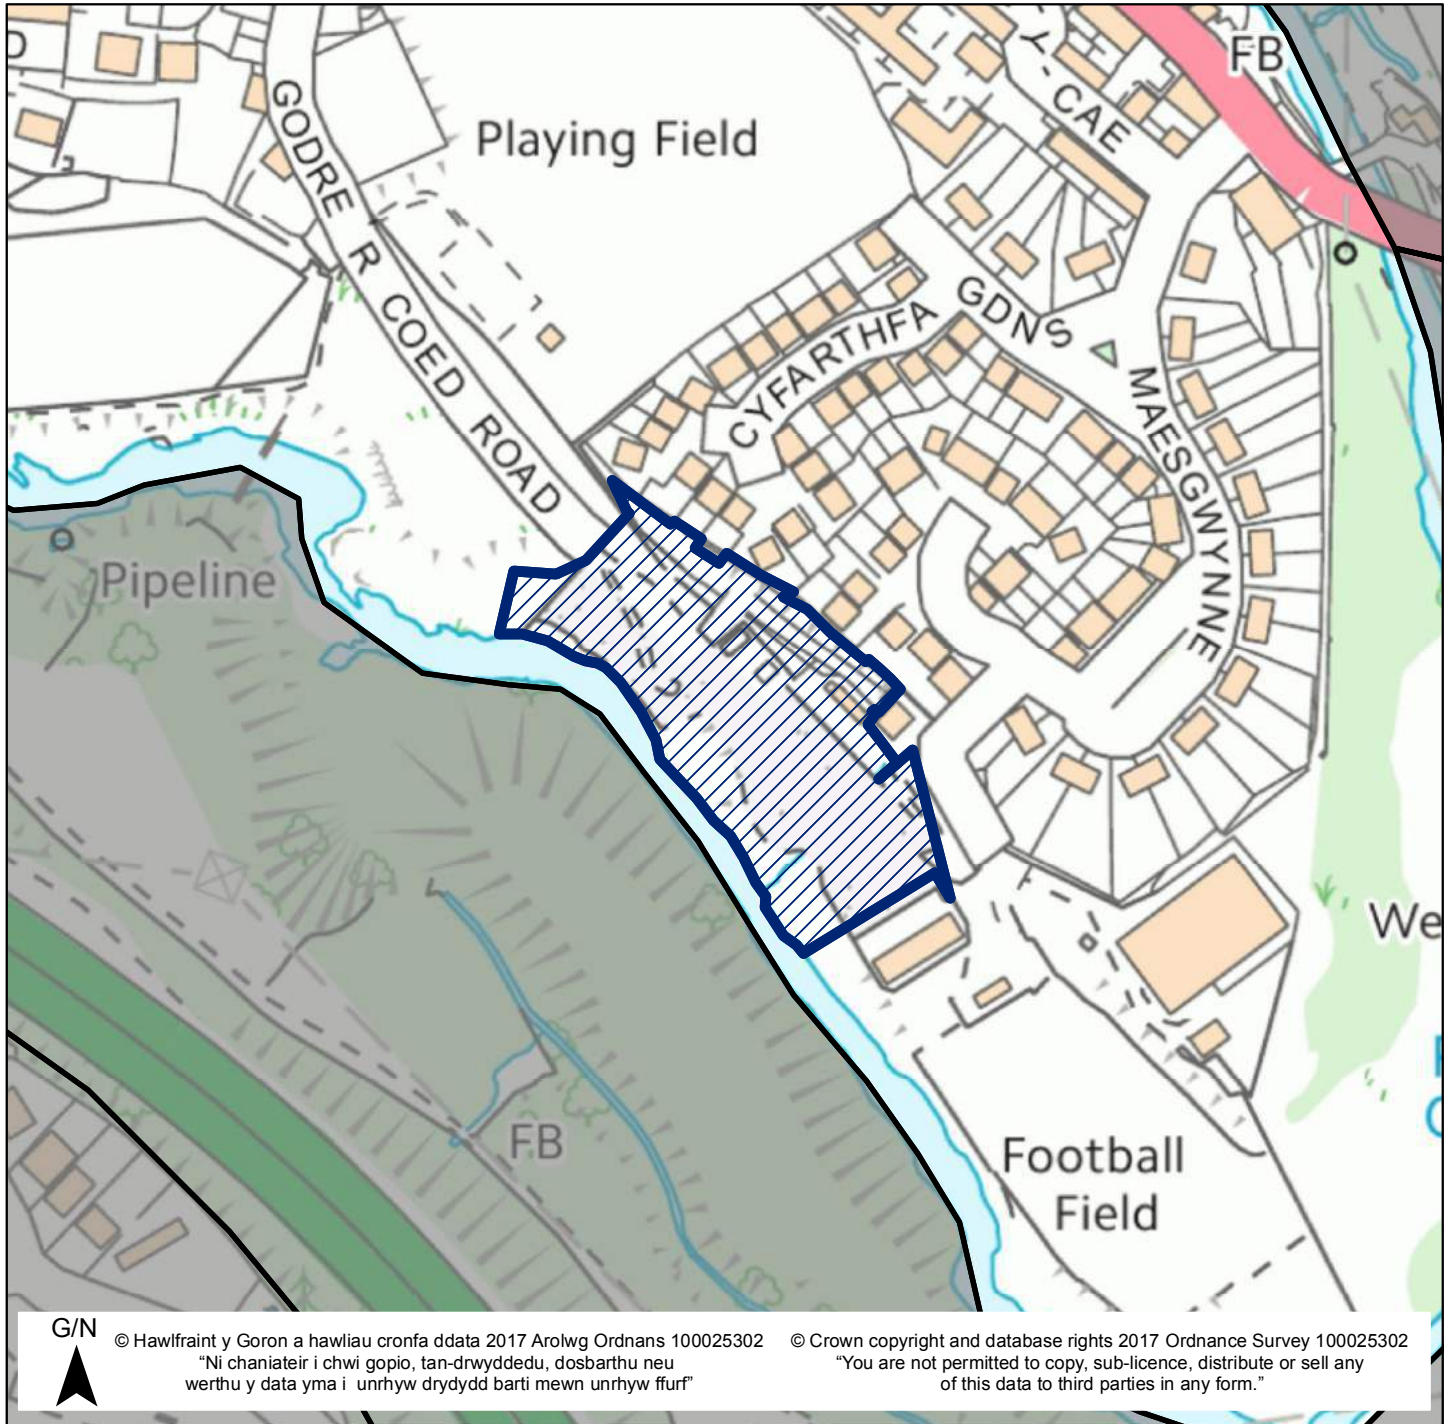 FB
Y-CAE
Playing Field
GODRE R COED ROAD
CYFARTHFA GDNS
MAESGWYNNE
Pipeline
We
FB
Football
Field
G/N
© Hawlfraint y Goron a hawliau cronfa ddata 2017 Arolwg Ordnans 100025302
“Ni chaniateir i chwi gopio, tan-drwyddedu, dosbarthu neu
werthu y data yma i unrhyw drydydd barti mewn unrhyw ffurf”
© Crown copyright and database rights 2017 Ordnance Survey 100025302
“You are not permitted to copy, sub-licence, distribute or sell any
of this data to third parties in any form.”